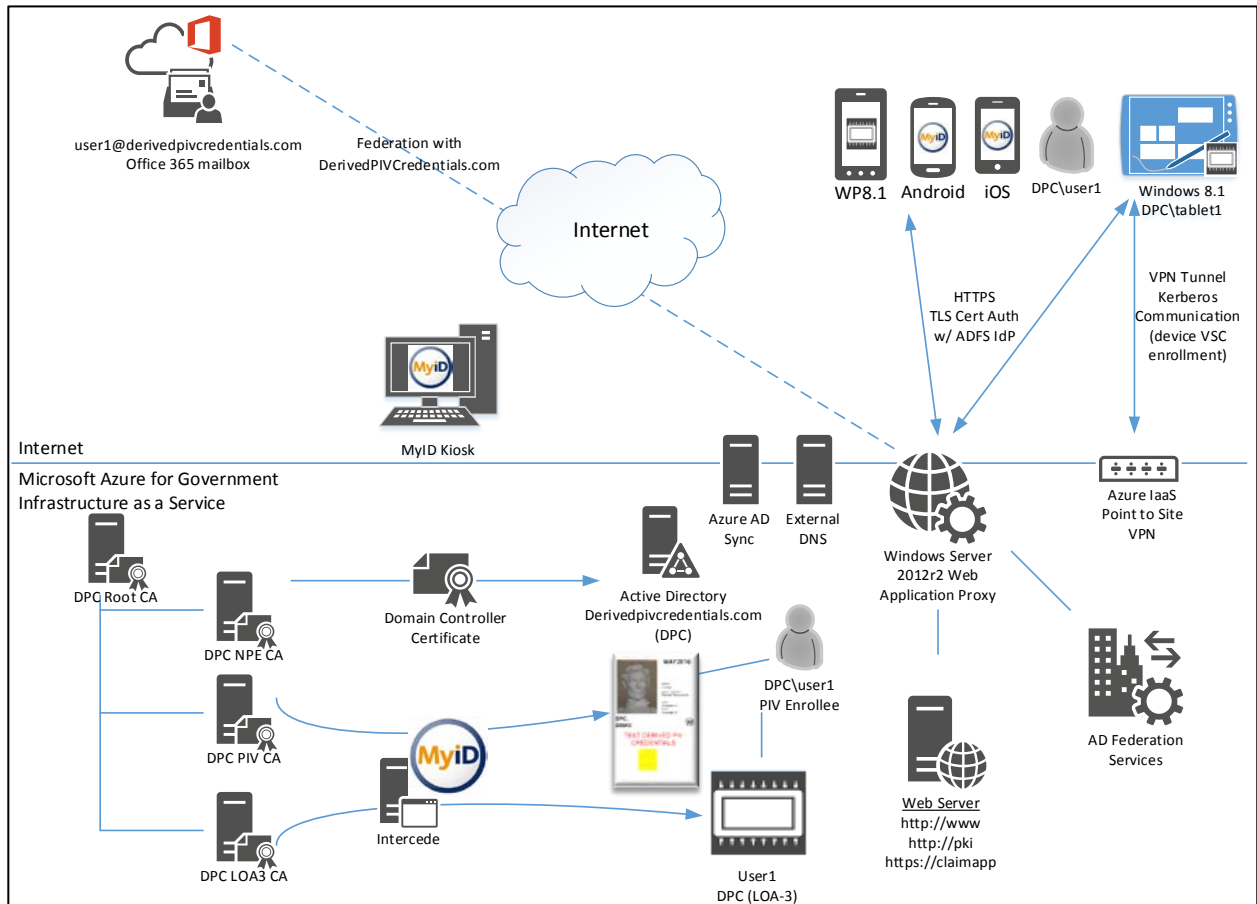 user1@derivedpivcredentials.com
Office 365 mailbox
Federation with
DerivedPIVCredentials.com
Internet
WP8.1
MyiD
Android
MyiD
iOS
DPC\user1
Windows 8.1
DPC\tablet1
HTTPS
TLS Cert Auth
w/ ADFS IdP
VPN Tunnel
Kerberos
Communication
(device VSC
enrollment)
MyiD
MyID Kiosk
Internet
Microsoft Azure for Government
Infrastructure as a Service
Azure AD
Sync
External
DNS
Windows Server
2012r2 Web
Application Proxy
Azure IaaS
Point to Site
VPN
DPC Root CA
DPC NPE CA
Domain Controller
Certificate
Active Directory
Derivedpivcredentials.com
(DPC)
DPC\user1
PIV Enrollee
DPC PIV CA
MyiD
MAY2016
DPC,
TEST DERIVED PIV
CREDENTIALS
AD Federation
Services
DPC LOA3 CA
Intercede
User1
DPC (LOA-3)
Web Server
http://www
http://pki
https://claimapp